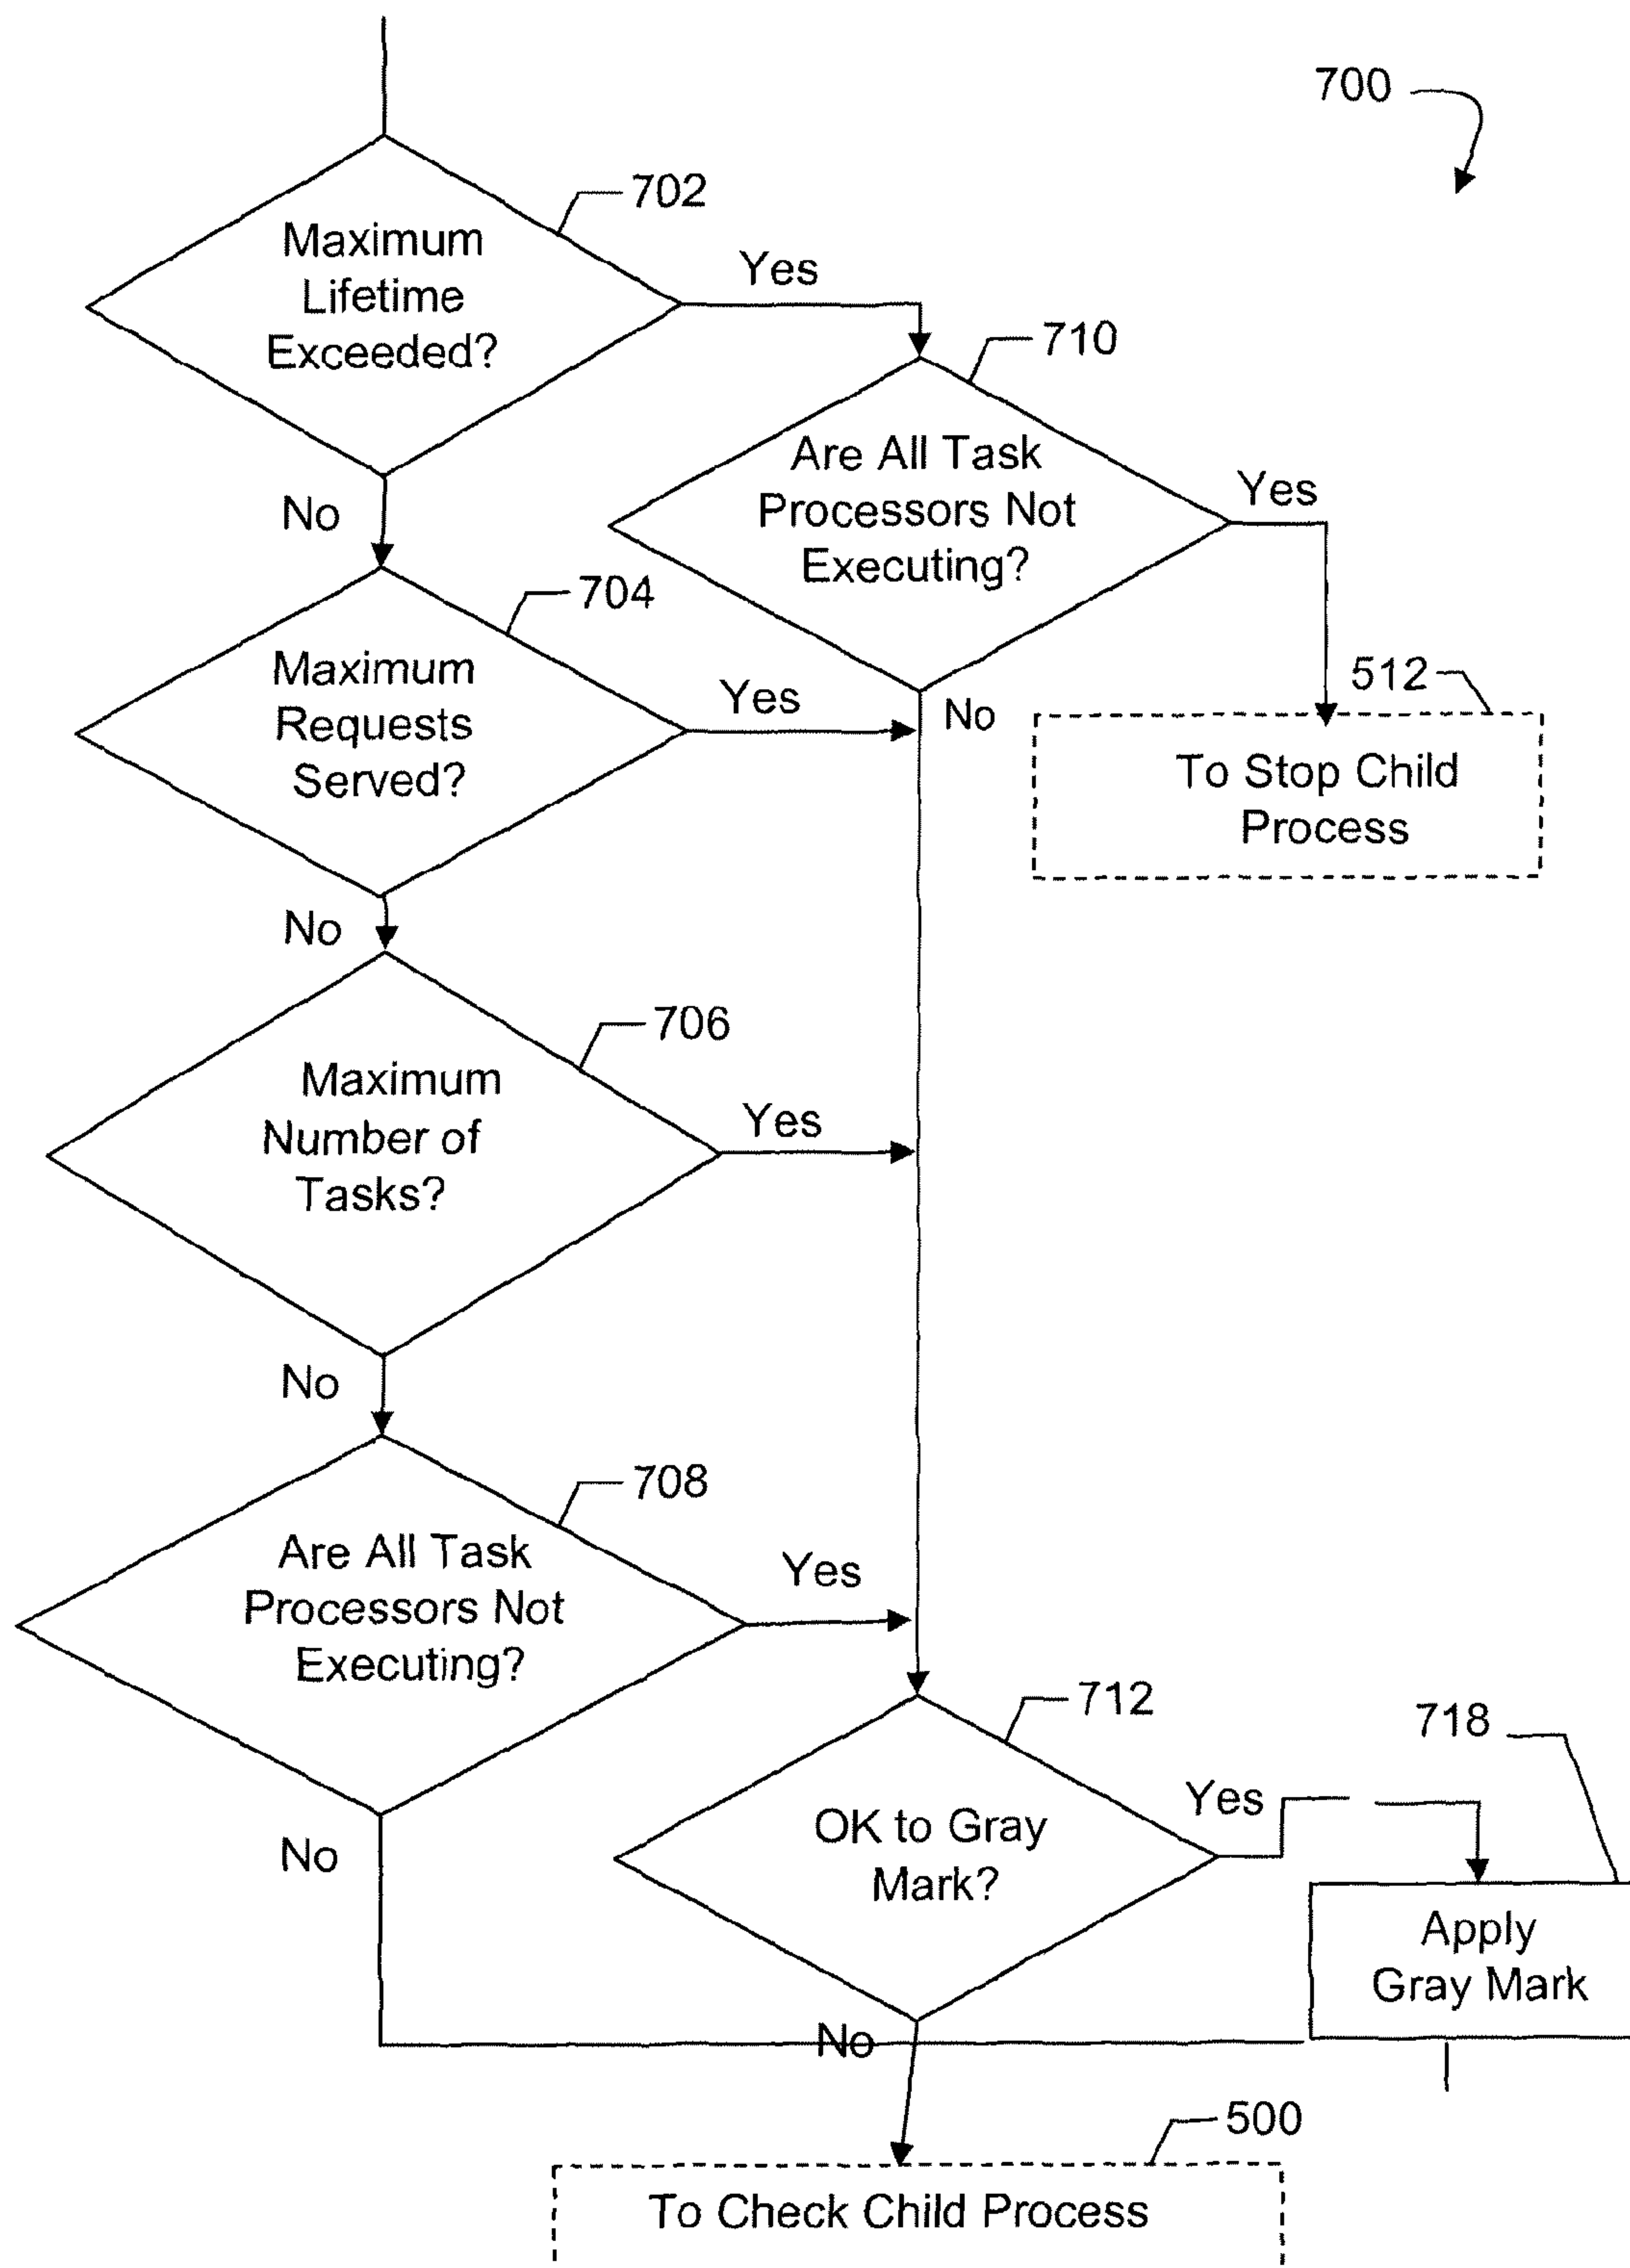 700
702
Maximum
Lifetime
Exceeded?
Yes
710
Are All Task
Processors Not
Executing?
Yes
No
704
Maximum
Requests
Served?
Yes
No
512
To Stop Child
Process
No
706
Maximum
Number of
Tasks?
Yes
No
708
Are All Task
Processors Not
Executing?
Yes
712
718
OK to Gray
Mark?
Yes
No
Apply
Gray Mark
No
500
To Check Child Process